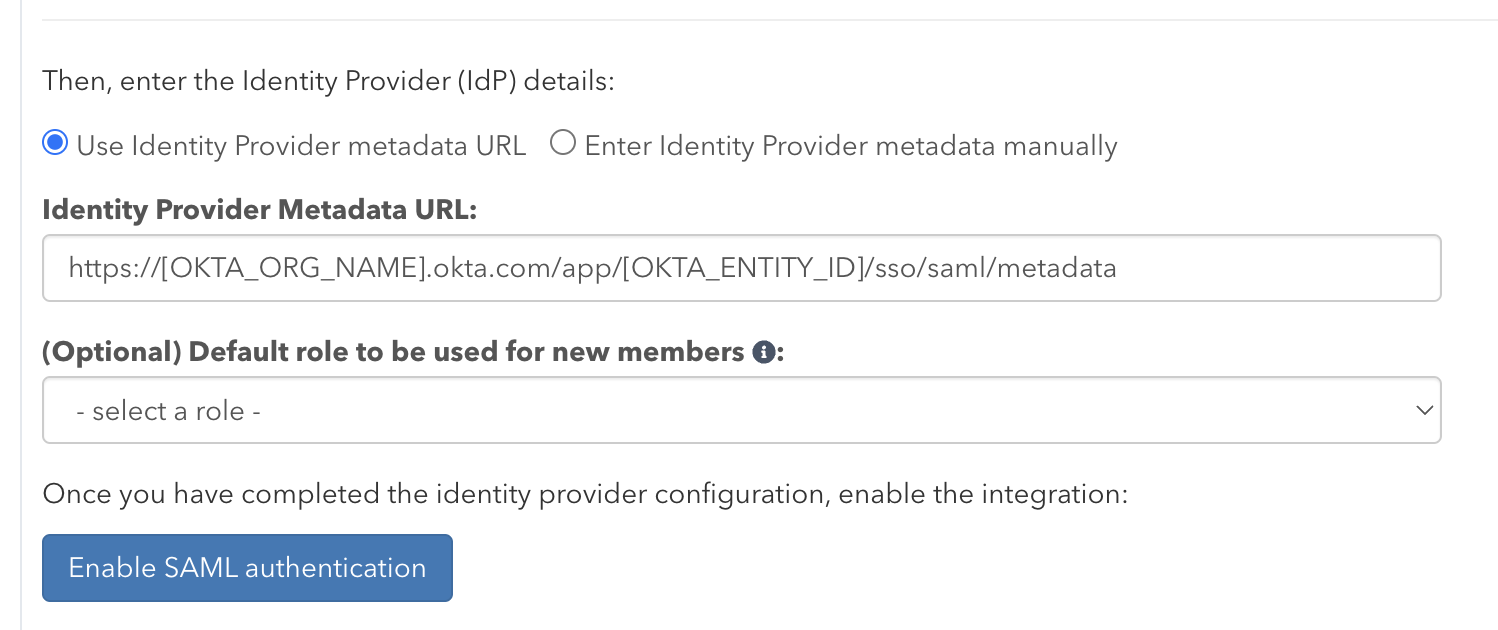 Then, enter the Identity Provider (IdP) details:
Use Identity Provider metadata URL Enter Identity Provider metadata manually
Identity Provider Metadata URL:
https://[OKTA_ORG_NAME].okta.com/app/[OKTA_ENTITY_ID]/sso/saml/metadata
(Optional) Default role to be used for new members i:
- select a role -
Once you have completed the identity provider configuration, enable the integration:
Enable SAML authentication